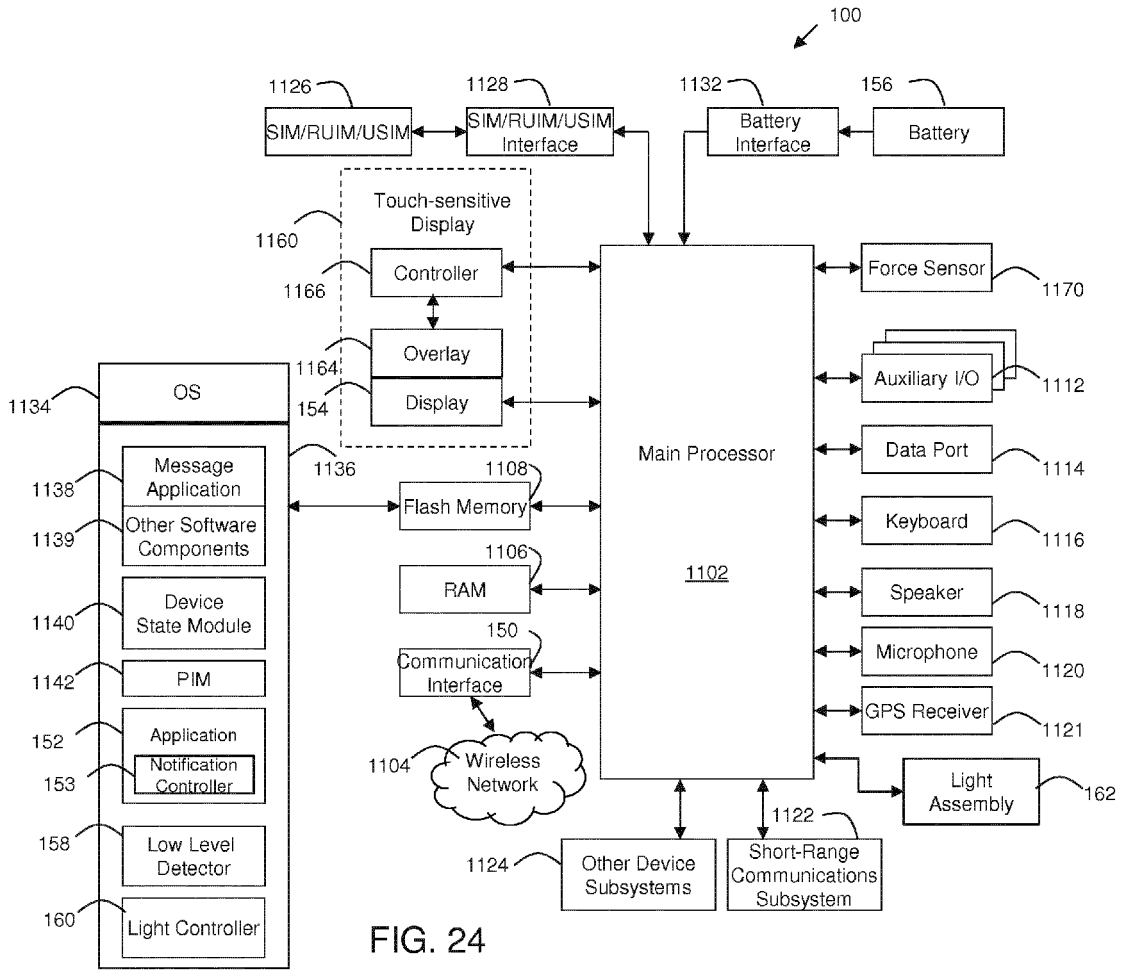 100
1126
1128
1132
156
SIM/RUIM/USIM
SIM/RUIM/USIM
Interface
Battery
Interface
Battery
Touch-sensitive
Display
1160
Controller
1166
Overlay
1164
Display
154
Force Sensor
1170
Auxiliary I/O
1112
Data Port
1114
Keyboard
1116
Speaker
1118
Microphone
1120
GPS Receiver
1121
Light
Assembly
162
Main Processor
1102
OS
1134
1136
Message
Application
1138
Other Software
Components
1139
Device
State Module
1140
PIM
1142
Application
152
Notification
Controller
153
Low Level
Detector
158
Light Controller
160
1108
Flash Memory
1106
RAM
150
Communication
Interface
1104
Wireless
Network
1124
Other Device
Subsystems
1122
Short-Range
Communications
Subsystem
FIG. 24